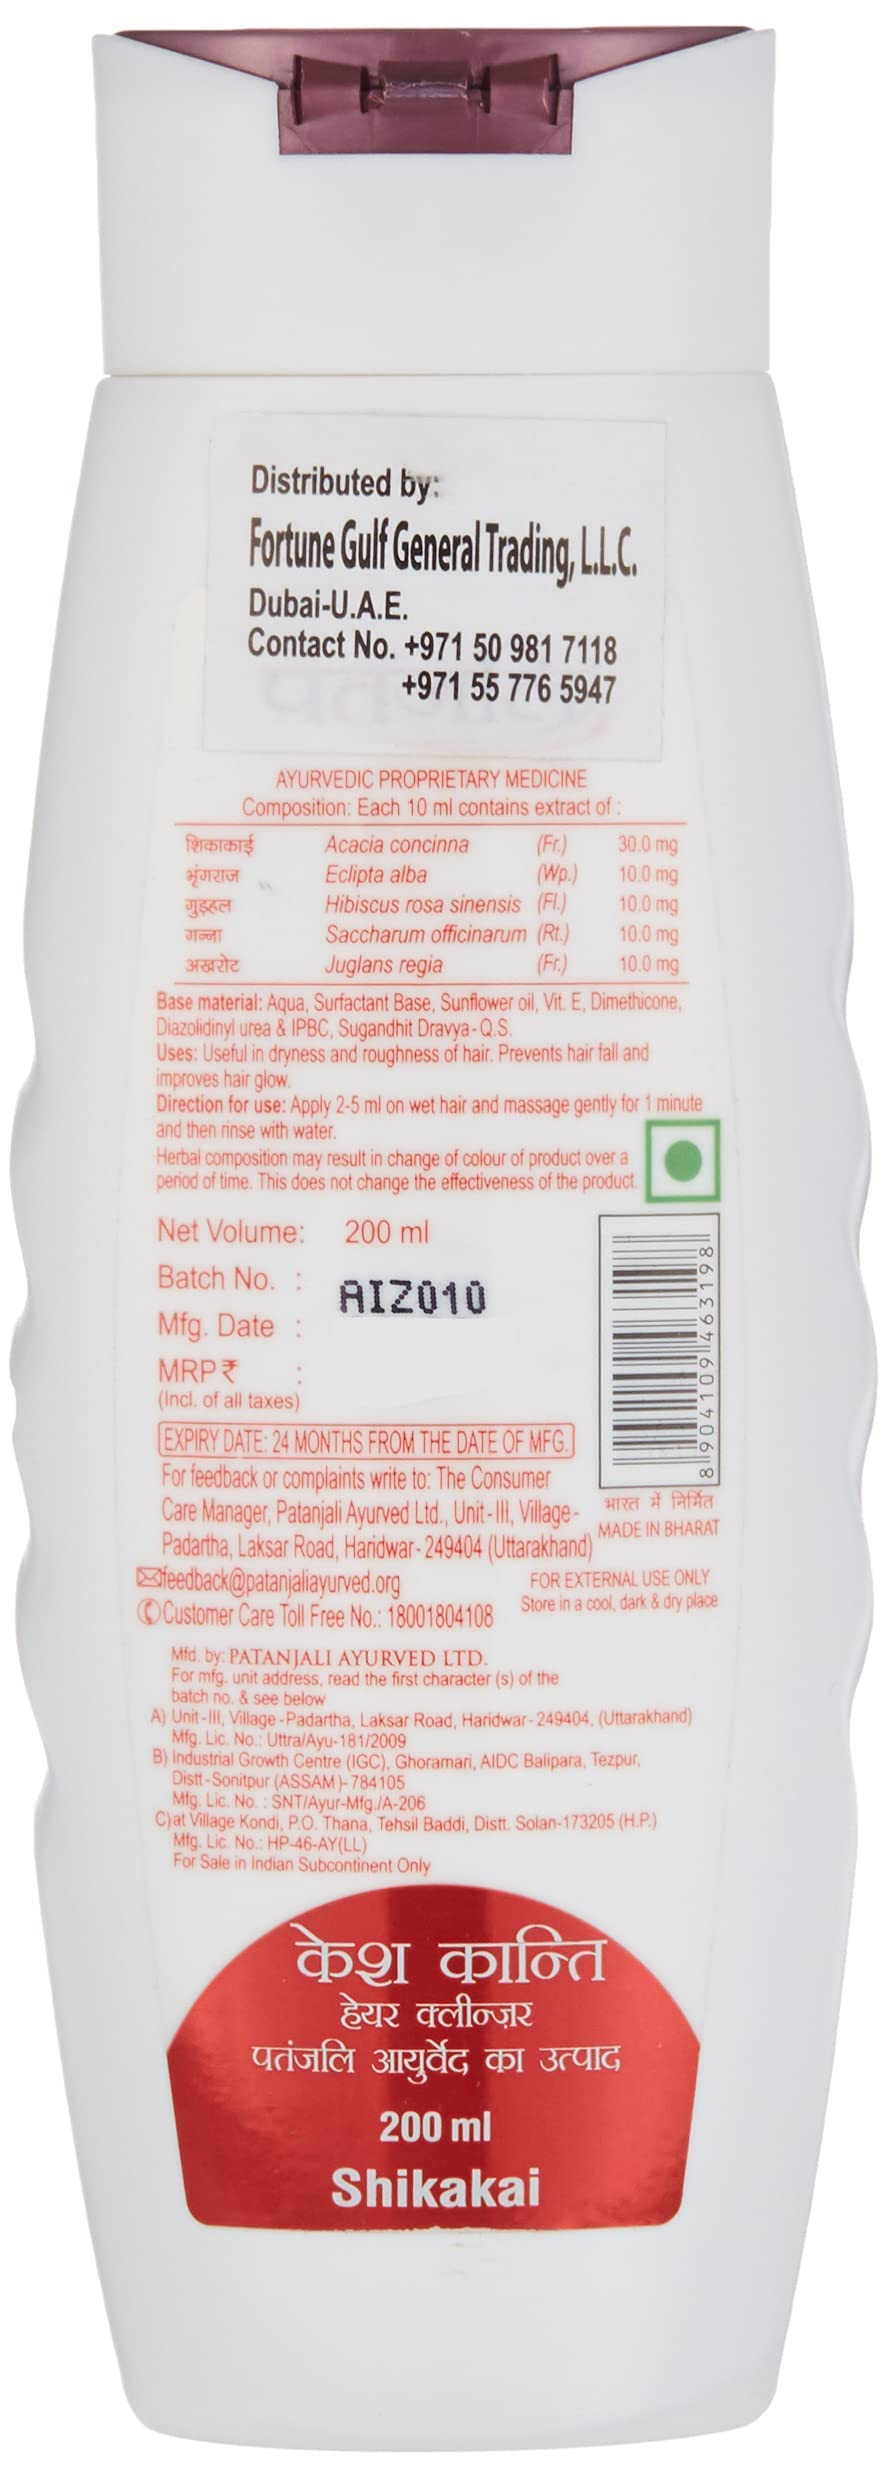 Distributed by:
Fortune Gulf General Trading, L.L.C.
Dubai-U.A.E.
Contact No. +971 50 981 7118
+971 55 776 5947
AYURVEDIC PROPRIETARY MEDICINE
Composition: Each 10 ml contains extract of :
शिकाकाई Acacia concinna (Fr.) 30.0 mg
भृंगराज Eclipta alba (Wp.) 10.0 mg
गुड़हल Hibiscus rosa sinensis (Fl.) 10.0 mg
गन्ना Saccharum officinarum (Rt.) 10.0 mg
अखरोट Juglans regia (Fr.) 10.0 mg
Base material: Aqua, Surfactant Base, Sunflower oil, Vit. E, Dimethicone,
Diazolidinyl urea & IPBC, Sugandhit Dravya-Q.S.
Uses: Useful in dryness and roughness of hair. Prevents hair fall and
improves hair glow.
Direction for use: Apply 2-5 ml on wet hair and massage gently for 1 minute
and then rinse with water.
Herbal composition may result in change of colour of product over a
period of time. This does not change the effectiveness of the product.
Net Volume: 200 ml
Batch No. : AIZ010
Mfg. Date :
MRP ₹ :
(Incl. of all taxes)
8904109463198
EXPIRY DATE: 24 MONTHS FROM THE DATE OF MFG.
For feedback or complaints write to: The Consumer
Care Manager, Patanjali Ayurved Ltd., Unit-III, Village-
Padartha, Laksar Road, Haridwar-249404 (Uttarakhand)
feedback@patanjaliayurved.org
Customer Care Toll Free No.: 18001804108
भारत में निर्मित
MADE IN BHARAT
FOR EXTERNAL USE ONLY
Store in a cool, dark & dry place
Mfd. by: PATANJALI AYURVED LTD.
For mfg. unit address, read the first character (s) of the
batch no. & see below
A) Unit-III, Village-Padartha, Laksar Road, Haridwar-249404, (Uttarakhand)
Mfg. Lic. No.: Uttra/Ayu-181/2009
B) Industrial Growth Centre (IGC), Ghoramari, AIDC Balipara, Tezpur,
Distt-Sonitpur (ASSAM)-784105
Mfg. Lic. No. : SNT/Ayur-Mfg./A-206
C) at Village Kondi, P.O. Thana, Tehsil Baddi, Distt. Solan-173205 (H.P.)
Mfg. Lic. No.: HP-46-AY(LL)
For Sale in Indian Subcontinent Only
केश कान्ति
हेयर क्लीन्ज़र
पतंजलि आयुर्वेद का उत्पाद
200 ml
Shikakai